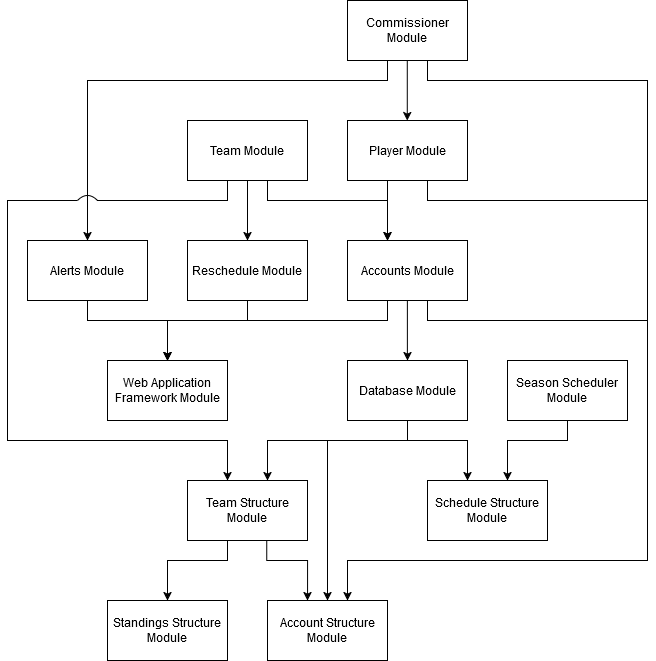 Commissioner
Module
Team Module
Player Module
Alerts Module
Reschedule Module
Accounts Module
Web Application
Framework Module
Database Module
Season Scheduler
Module
Team Structure
Module
Schedule Structure
Module
Standings Structure
Module
Account Structure
Module